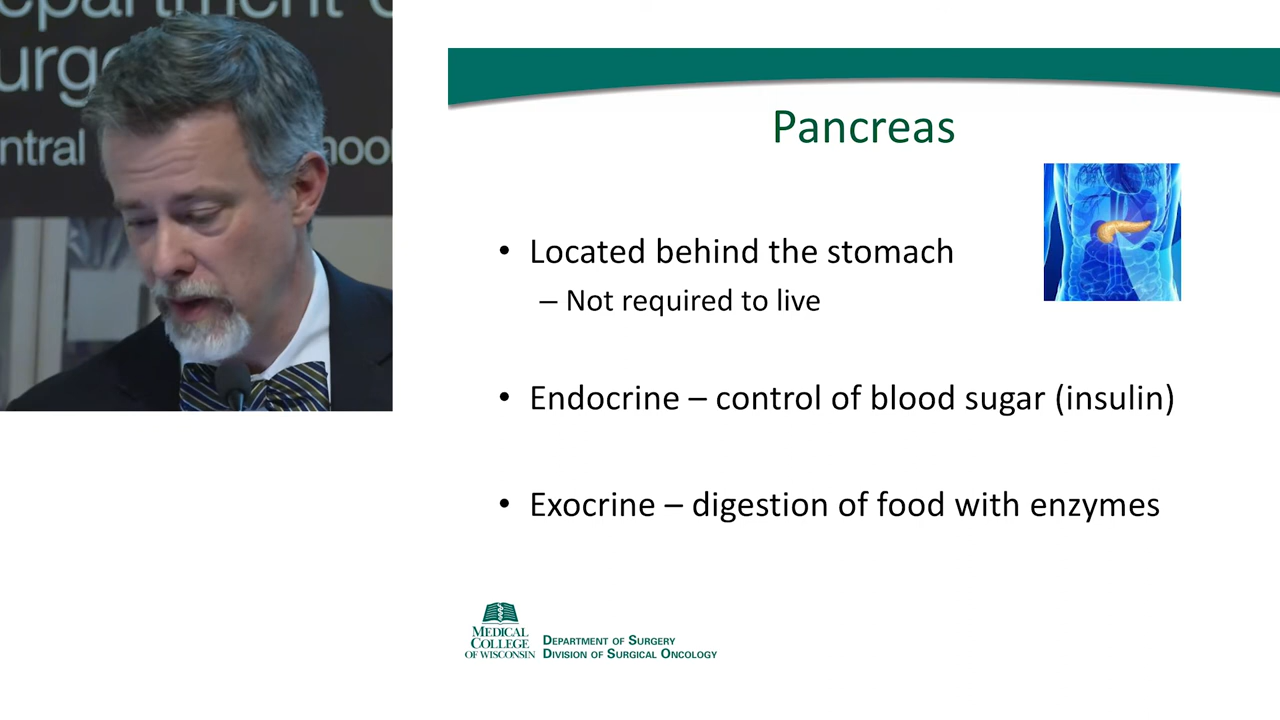 Pancreas
• Located behind the stomach
– Not required to live
• Endocrine – control of blood sugar (insulin)
• Exocrine – digestion of food with enzymes
MEDICAL
COLLEGE
OF WISCONSIN
DEPARTMENT OF SURGERY
DIVISION OF SURGICAL ONCOLOGY